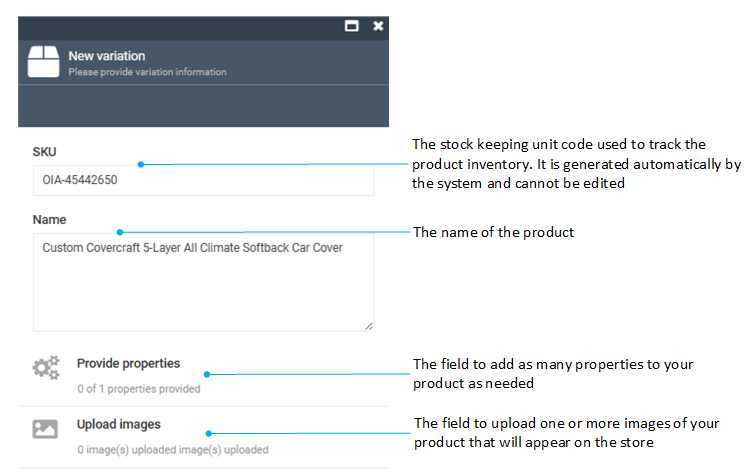 New variation
Please provide variation information
SKU
The stock keeping unit code used to track the
product inventory. It is generated automatically by
the system and cannot be edited
OIA-45442650
Name
The name of the product
Custom Covercraft 5-Layer All Climate Softback Car Cover
Provide properties
0 of 1 properties provided
The field to add as many properties to your
product as needed
Upload images
0 image(s) uploaded image(s) uploaded
The field to upload one or more images of your
product that will appear on the store